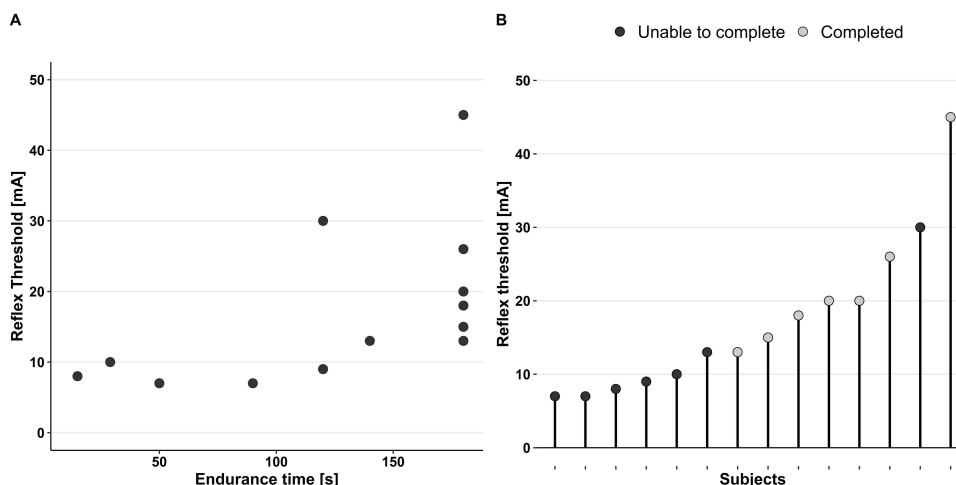 A
Reflex Threshold [mA]
50
40
30
20
10
0
50 100 150
Endurance time [s]
B
Unable to complete Completed
Reflex threshold [mA]
50
40
30
20
10
0
Subjects